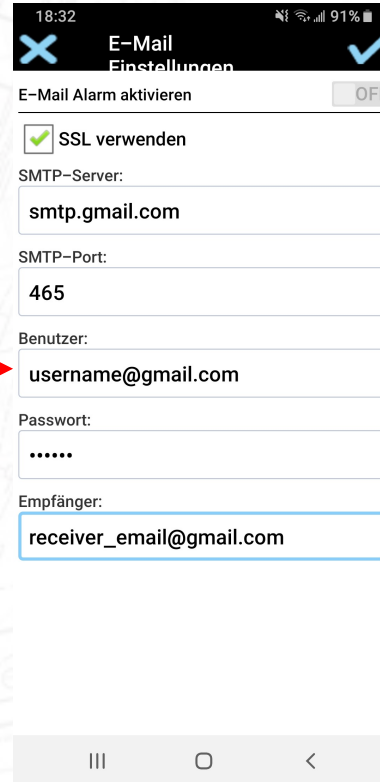 18:32 91%
E-Mail
Einstellungen
E-Mail Alarm aktivieren OF
SSL verwenden
SMTP-Server:
smtp.gmail.com
SMTP-Port:
465
Benutzer:
username@gmail.com
Passwort:
••••••
Empfänger:
receiver_email@gmail.com